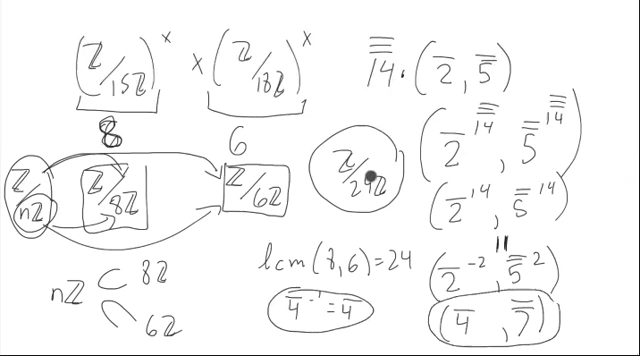 (Z/15Z)^× × (Z/18Z)^×
8 6
Z/nZ Z/8Z Z/6Z
Z/24Z
nZ ⊂ 8Z
6Z
lcm(8,6)=24
4̅⁻¹=4̅
14·(2̅, 5̿)
(2̅^14, 5̿^14)
(2̅^14, 5̿^14)
||
(2̅^-2, 5̿^2)
(4̅, 7̿)